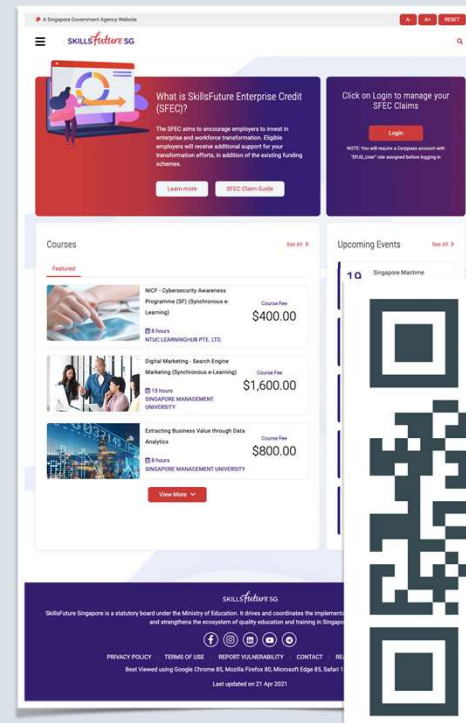 A Singapore Government Agency Website
A- A+ RESET
SKILLSfuture SG
What is SkillsFuture Enterprise Credit
(SFEC)?
The SFEC aims to encourage employers to invest in
enterprise and workforce transformation. Eligible
employers will receive additional support for your
transformation efforts, in addition of the existing funding
schemes.
Learn more
SFEC Claim Guide
Click on Login to manage your
SFEC Claims
Login
NOTE: You will require a Corppass account with
"EPJS_User" role assigned before logging in
Courses
See All
Featured
NICF - Cybersecurity Awareness
Programme (SF) (Synchronous e-
Learning)
8 hours
NTUC LEARNINGHUB PTE. LTD.
Course Fee
$400.00
Digital Marketing - Search Engine
Marketing (Synchronous e-Learning)
15 hours
SINGAPORE MANAGEMENT
UNIVERSITY
Course Fee
$1,600.00
Extracting Business Value through Data
Analytics
8 hours
SINGAPORE MANAGEMENT UNIVERSITY
Course Fee
$800.00
View More
Upcoming Events
See All
19
Singapore Maritime
SKILLSfuture SG
SkillsFuture Singapore is a statutory board under the Ministry of Education. It drives and coordinates the
and strengthens the ecosystem of quality education and training in
PRIVACY POLICY TERMS OF USE REPORT VULNERABILITY CONTACT
Best Viewed using Google Chrome 85, Mozilla Firefox 80, Microsoft Edge 85, Safari
Last updated on 21 Apr 2021